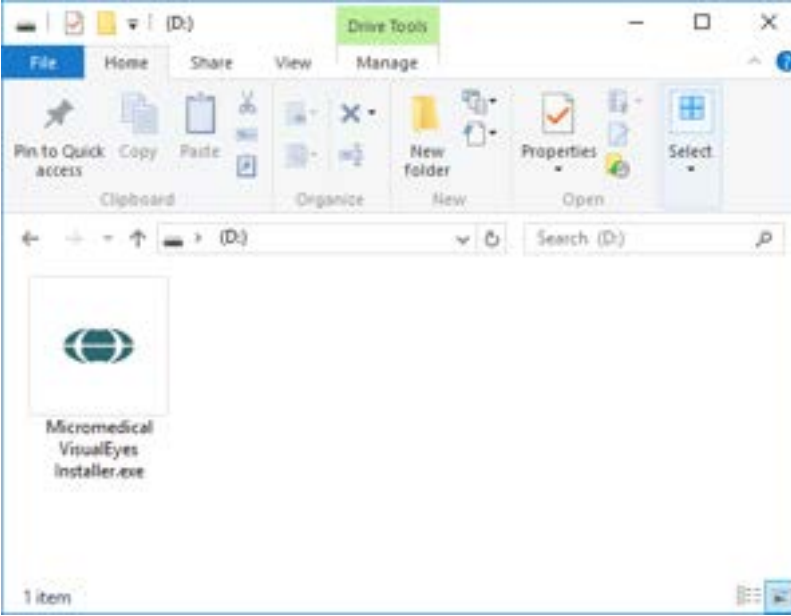 (D:)
Drive Tools
File
Home
Share
View
Manage
?
Pin to Quick
access
Copy
Paste
Clipboard
Organize
New
folder
New
Properties
Open
Select
(D:)
Search (D:)
Micromedical
VisualEyes
Installer.exe
1 item